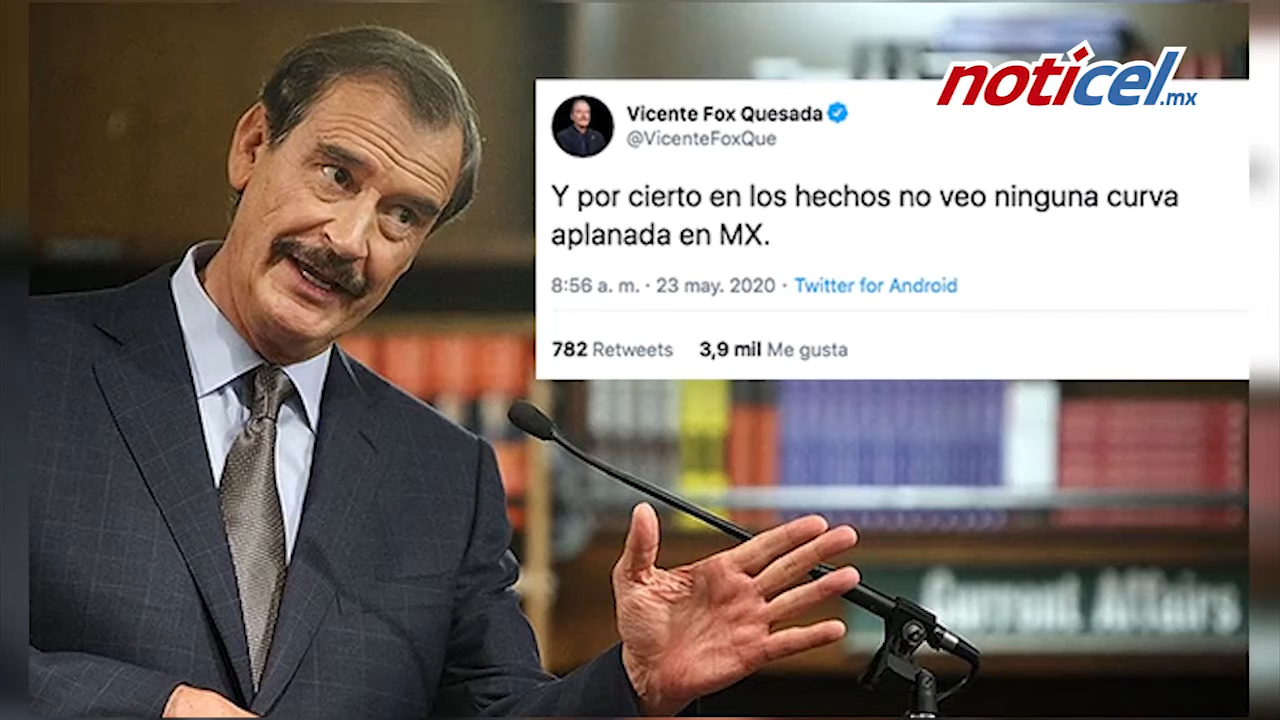 noticel.mx
Vicente Fox Quesada
@VicenteFoxQue
Y por cierto en los hechos no veo ninguna curva
aplanada en MX.
8:56 a. m. · 23 may. 2020 · Twitter for Android
782 Retweets 3,9 mil Me gusta
Current Affairs